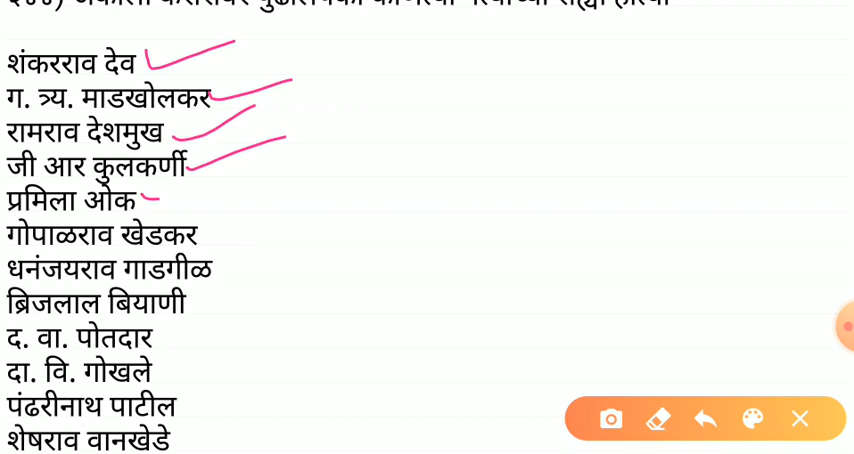 शंकरराव देव
ग. त्र्य. माडखोलकर
रामराव देशमुख
जी आर कुलकर्णी
प्रमिला ओक
गोपाळराव खेडकर
धनंजयराव गाडगीळ
ब्रिजलाल बियाणी
द. वा. पोतदार
दा. वि. गोखले
पंढरीनाथ पाटील
शेषराव वानखेडे